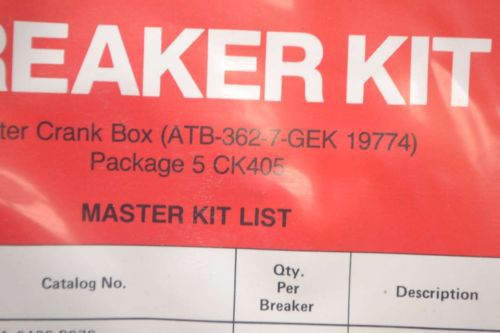 REAKER KIT
ter Crank Box (ATB-362-7-GEK 19774)
Package 5 CK405
MASTER KIT LIST
Catalog No.
Qty.
Per
Breaker
Description